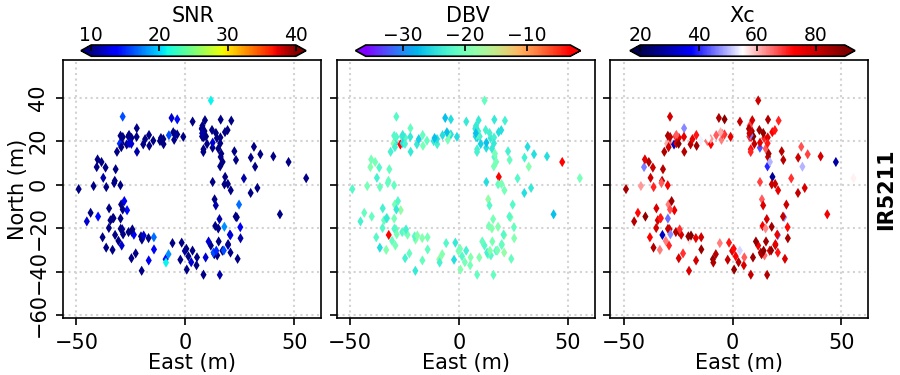 SNR DBV Xc
10 20 30 40 −30 −20 −10 20 40 60 80
40
20
0
−20
−40
−60
North (m)
−50 0 50 −50 0 50 −50 0 50
East (m) East (m) East (m)
IR5211